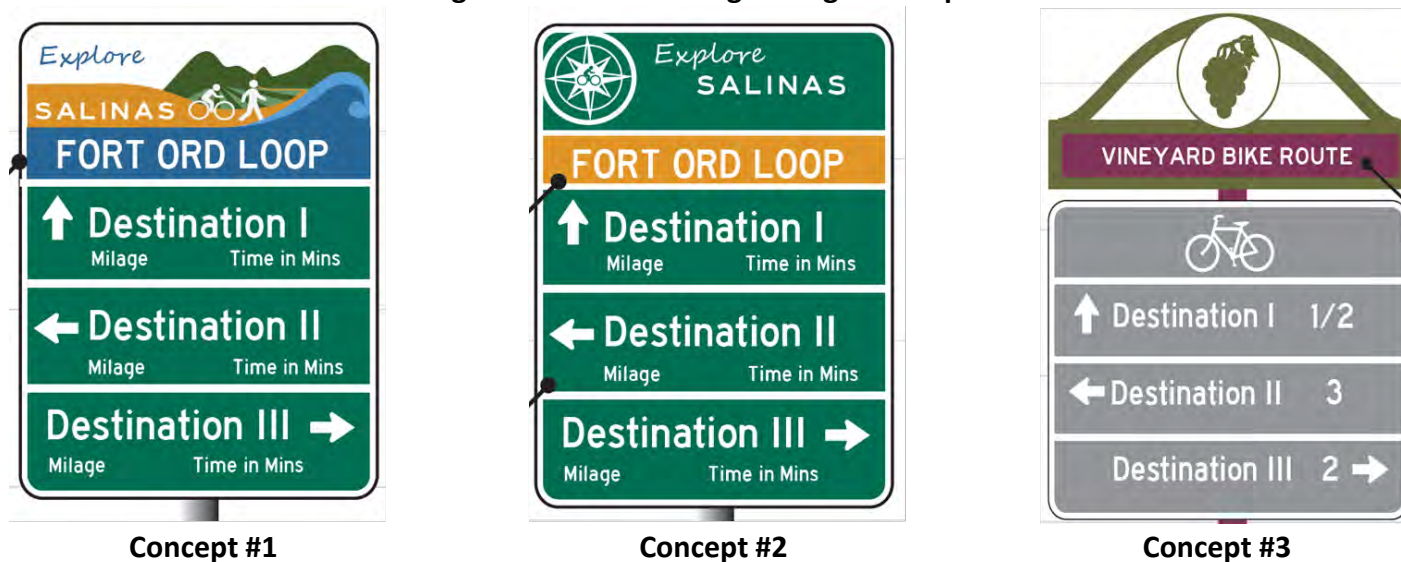 Explore
SALINAS
FORT ORD LOOP
Destination I
Milage Time in Mins
Destination II
Milage Time in Mins
Destination III
Milage Time in Mins
Concept #1
Explore
SALINAS
FORT ORD LOOP
Destination I
Milage Time in Mins
Destination II
Milage Time in Mins
Destination III
Milage Time in Mins
Concept #2
VINEYARD BIKE ROUTE
Destination I 1/2
Destination II 3
Destination III 2
Concept #3